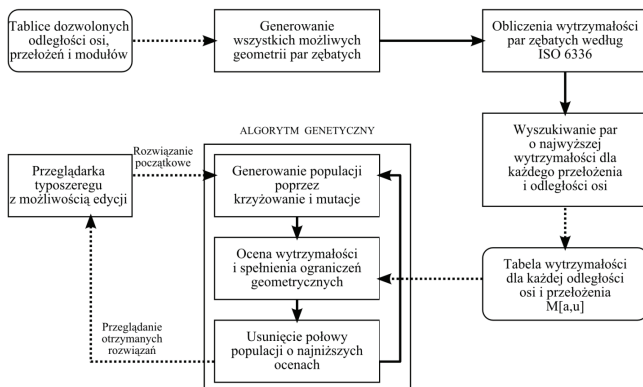 Tablice dozwolonych
odległości osi,
przełożeń i modułów
Generowanie
wszystkich możliwych
geometrii par zębatych
Obliczenia wytrzymałości
par zębatych według
ISO 6336
Wyszukiwanie par
o najwyższej
wytrzymałości dla
każdego przełożenia
i odległości osi
Tabela wytrzymałości
dla każdej odległości
osi i przełożenia
M[a,u]
ALGORYTM GENETYCZNY
Generowanie populacji
poprzez
krzyżowanie i mutacje
Ocena wytrzymałości
i spełnienia ograniczeń
geometrycznych
Usunięcie połowy
populacji o najniższych
ocenach
Rozwiązanie
początkowe
Przeglądarka
typoszeregu
z możliwością edycji
Przeglądanie
otrzymanych
rozwiązań